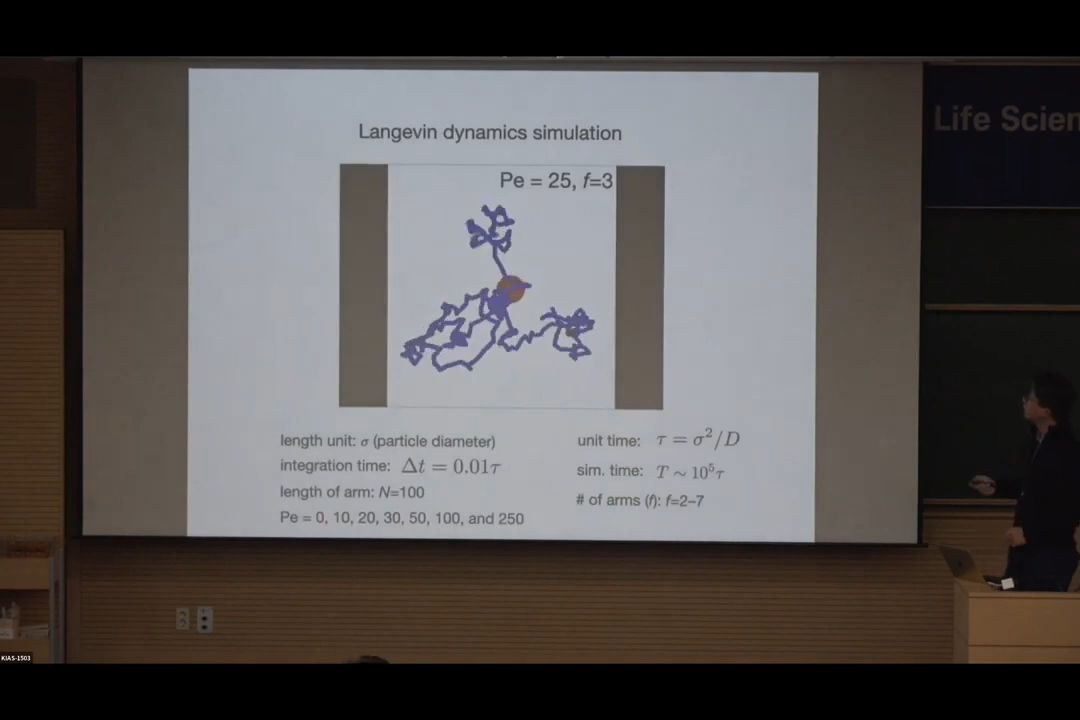 Life Scien
Langevin dynamics simulation
Pe = 25, f=3
length unit: σ (particle diameter)
integration time: Δt = 0.01τ
length of arm: N=100
Pe = 0, 10, 20, 30, 50, 100, and 250
unit time: τ = σ²/D
sim. time: T ~ 10⁵τ
# of arms (f): f=2–7
KIAS-1503